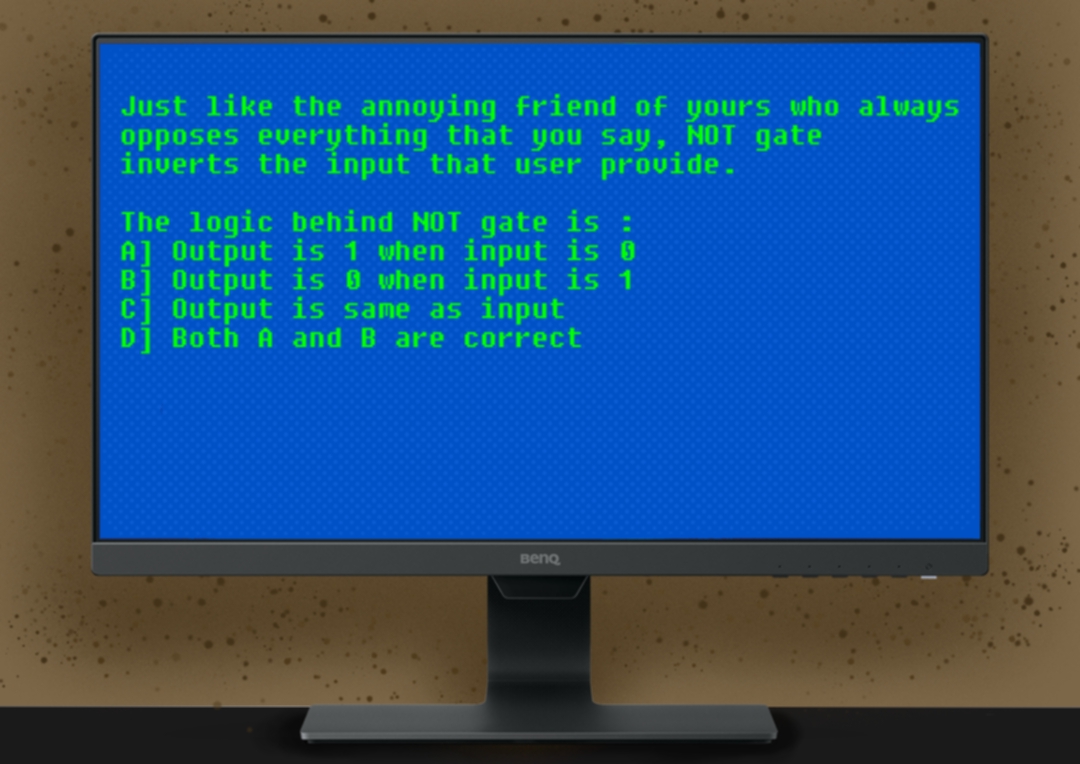 Just like the annoying friend of yours who always
opposes everything that you say, NOT gate
inverts the input that user provide.
The logic behind NOT gate is :
A] Output is 1 when input is 0
B] Output is 0 when input is 1
C] Output is same as input
D] Both A and B are correct
BenQ